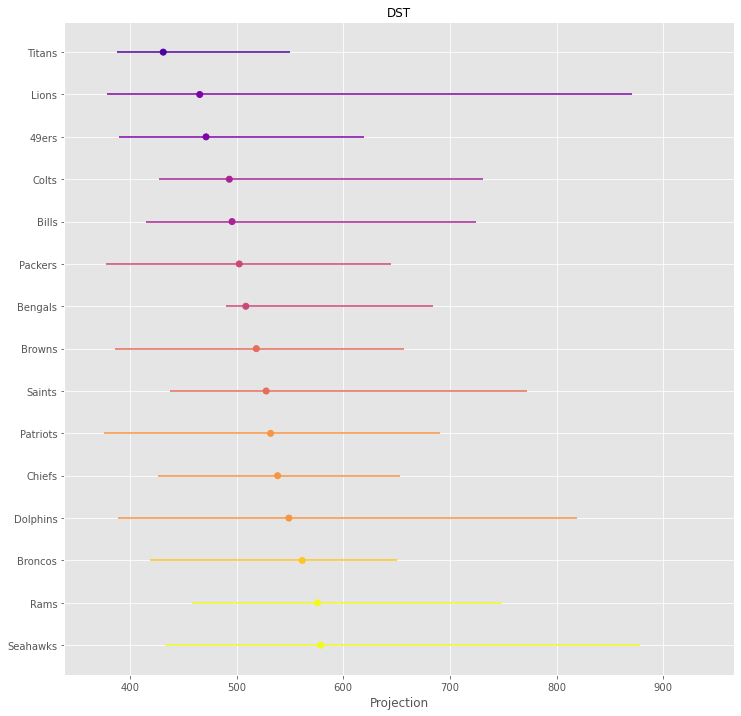 DST
Titans
Lions
49ers
Colts
Bills
Packers
Bengals
Browns
Saints
Patriots
Chiefs
Dolphins
Broncos
Rams
Seahawks
400 500 600 700 800 900
Projection